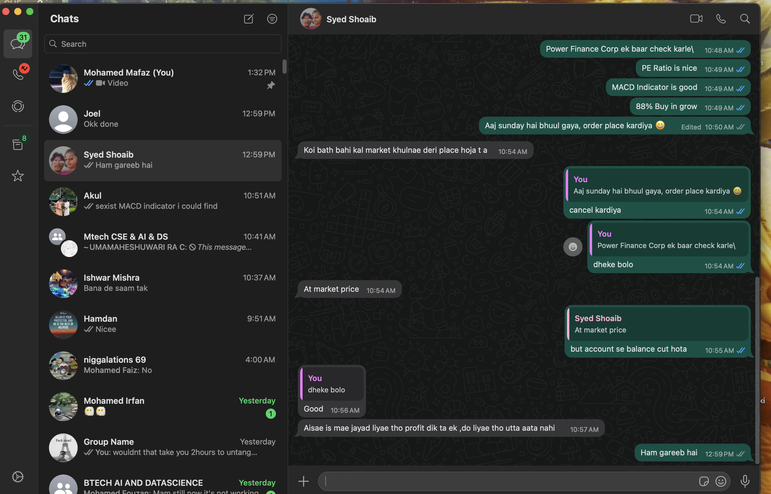 31
8
Chats
Search
Mohamed Mafaz (You)
1:32 PM
Video
Joel
12:59 PM
Okk done
Syed Shoaib
12:59 PM
Ham gareeb hai
Akul
10:51 AM
sexist MACD indicator i could find
Mtech CSE & AI & DS
10:41 AM
~ UMAMAHESHUWARI RA C: This message...
Ishwar Mishra
10:37 AM
Bana de saam tak
Hamdan
9:51 AM
Nicee
niggalations 69
4:00 AM
Mohamed Faiz: No
Mohamed Irfan
Yesterday
😶😶
1
Group Name
Yesterday
You: wouldnt that take you 2hours to untang...
BTECH AI AND DATASCIENCE
Yesterday
Mohamed Fouzan: Mam still now it's not working
Syed Shoaib
Power Finance Corp ek baar check karle\ 10:48 AM
PE Ratio is nice 10:49 AM
MACD Indicator is good 10:49 AM
88% Buy in grow 10:49 AM
Aaj sunday hai bhuul gaya, order place kardiya 😄 Edited 10:50 AM
Koi bath bahi kal market khulnae deri place hoja t a 10:54 AM
You
Aaj sunday hai bhuul gaya, order place kardiya 😄
cancel kardiya 10:54 AM
You
Power Finance Corp ek baar check karle\
dheke bolo 10:54 AM
At market price 10:54 AM
Syed Shoaib
At market price
but account se balance cut hota 10:55 AM
You
dheke bolo
Good 10:56 AM
Aisae is mae jayad liyae tho profit dik ta ek ,do liyae tho utta aata nahi 10:57 AM
Ham gareeb hai 12:59 PM